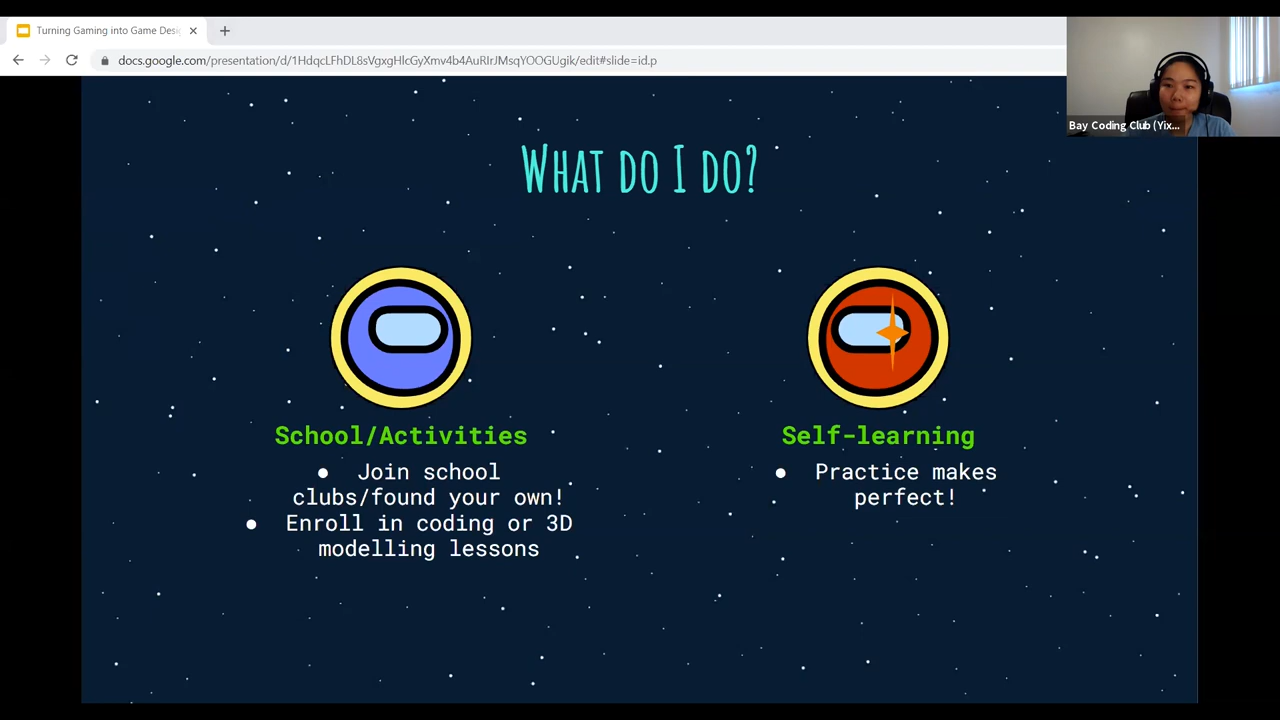 Turning Gaming into Game Desi
docs.google.com/presentation/d/1HdqcLFhDL8sVgxgHlcGyXmv4b4AuRIrJMsqYOOGUgik/edit#slide=id.p
Bay Coding Club (Yix...
What do I do?
School/Activities
● Join school
clubs/found your own!
● Enroll in coding or 3D
modelling lessons
Self-learning
● Practice makes
perfect!